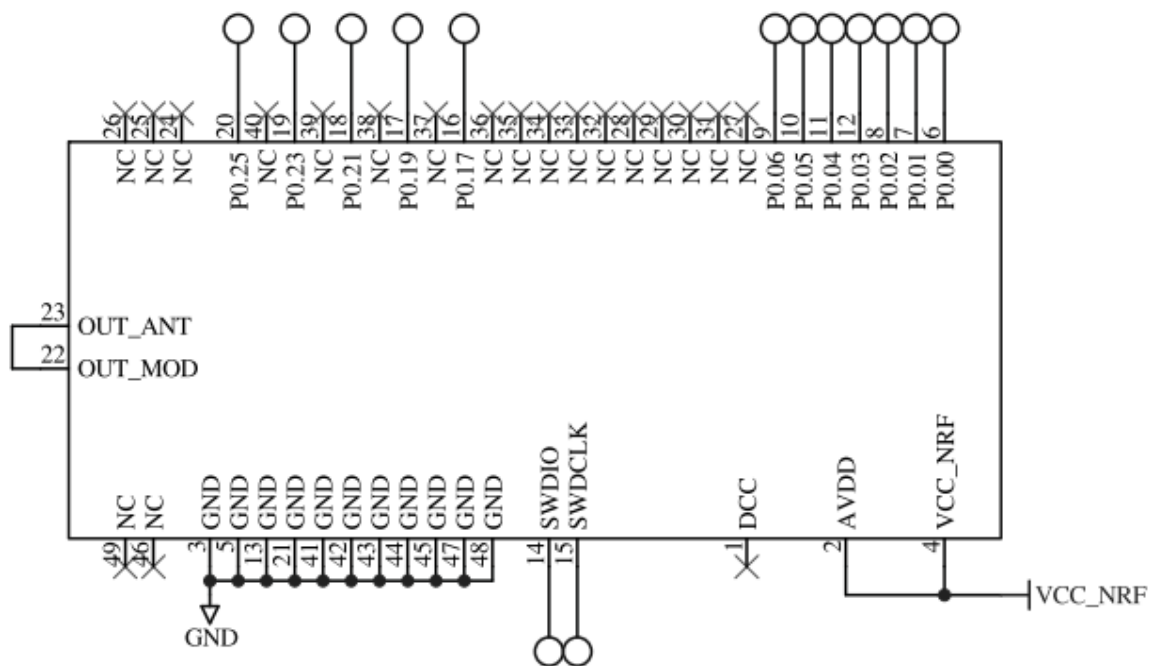 26 25 24 20 40 19 39 18 38 17 37 16 36 35 34 33 32 28 29 30 31 27 9 10 11 12 8 7 6
NC NC NC P0.25 NC P0.23 NC P0.21 NC P0.19 NC P0.17 NC NC NC NC NC NC NC NC NC NC P0.06 P0.05 P0.04 P0.03 P0.02 P0.01 P0.00
23 OUT_ANT
22 OUT_MOD
NC NC GND GND GND GND GND GND GND GND GND GND GND SWDIO SWDCLK DCC AVDD VCC_NRF
49 46 3 5 13 21 41 42 43 44 45 47 48 14 15 1 2 4
VCC_NRF
GND